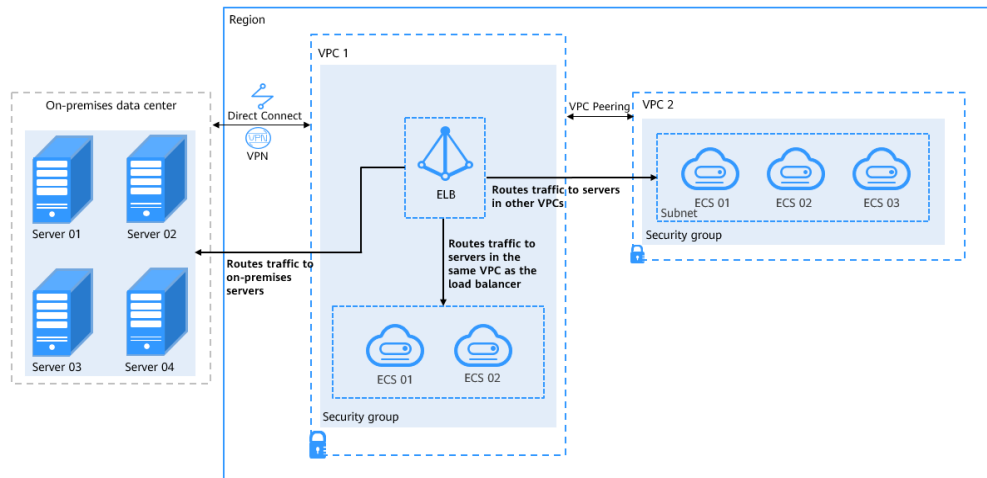 Region
VPC 1
On-premises data center
Direct Connect
VPN
VPN
VPC Peering
VPC 2
ELB
Routes traffic to servers
in other VPCs
ECS 01
ECS 02
ECS 03
Subnet
Security group
Server 01
Server 02
Routes traffic to
on-premises
servers
Routes traffic to
servers in the
same VPC as the
load balancer
Server 03
Server 04
ECS 01
ECS 02
Security group